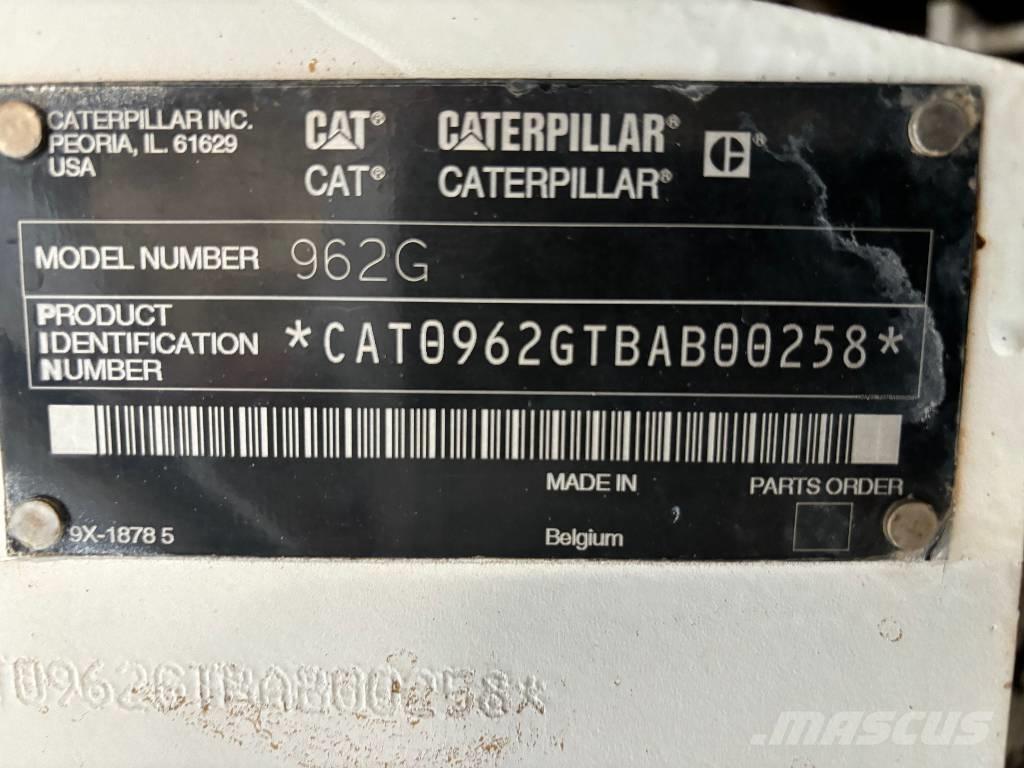 CATERPILLAR INC.
PEORIA, IL. 61629
USA
CAT® CATERPILLAR® ®
CAT® CATERPILLAR®
MODEL NUMBER 962G
PRODUCT
IDENTIFICATION
NUMBER
*CAT0962GTBAB00258*
MADE IN
PARTS ORDER
9X-1878 5
Belgium
T0962GTBAB00258*
MASCUS